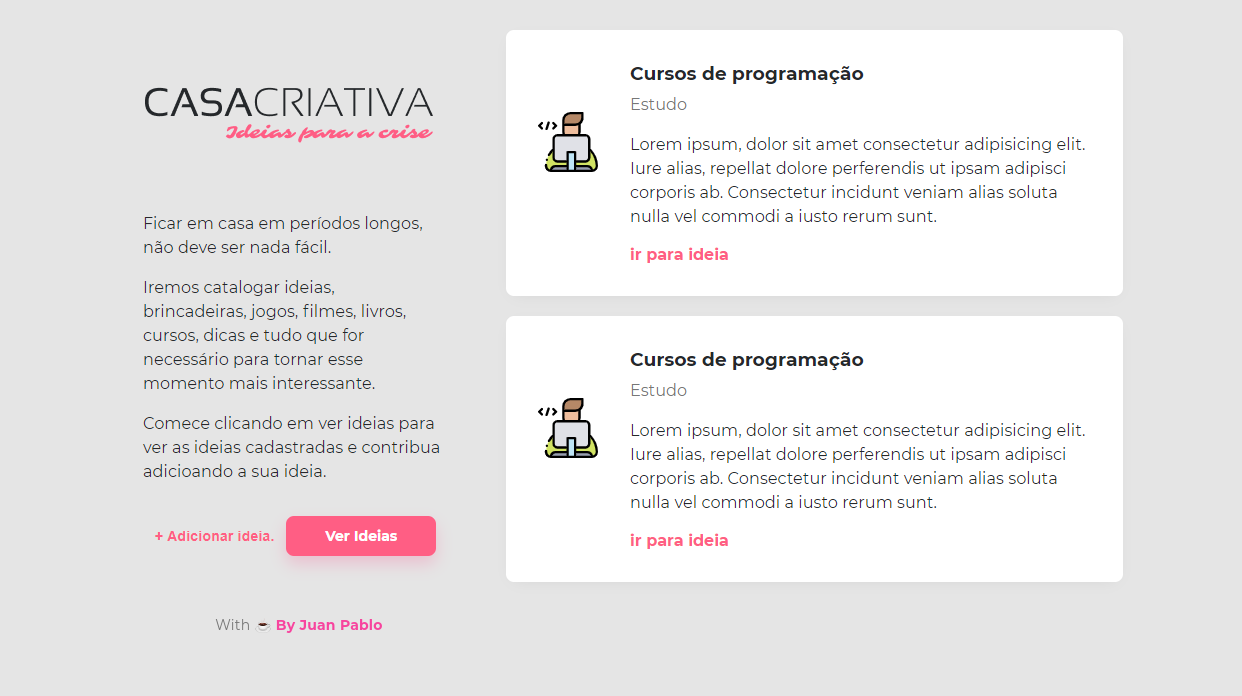 CASACRIATIVA
Ideias para a crise
Ficar em casa em períodos longos,
não deve ser nada fácil.
Iremos catalogar ideias,
brincadeiras, jogos, filmes, livros,
cursos, dicas e tudo que for
necessário para tornar esse
momento mais interessante.
Comece clicando em ver ideias para
ver as ideias cadastradas e contribua
adicioando a sua ideia.
+ Adicionar ideia.
Ver Ideias
With ☕ By Juan Pablo
Cursos de programação
Estudo
Lorem ipsum, dolor sit amet consectetur adipisicing elit.
Iure alias, repellat dolore perferendis ut ipsam adipisci
corporis ab. Consectetur incidunt veniam alias soluta
nulla vel commodi a iusto rerum sunt.
ir para ideia
Cursos de programação
Estudo
Lorem ipsum, dolor sit amet consectetur adipisicing elit.
Iure alias, repellat dolore perferendis ut ipsam adipisci
corporis ab. Consectetur incidunt veniam alias soluta
nulla vel commodi a iusto rerum sunt.
ir para ideia